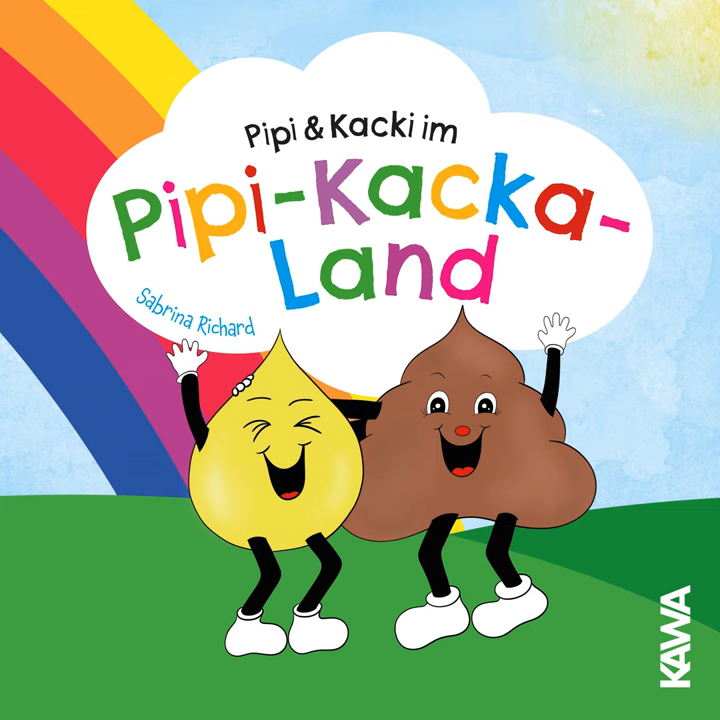 Pipi & Kacki im
Pipi-Kacka-
Land
Sabrina Richard
KAWA